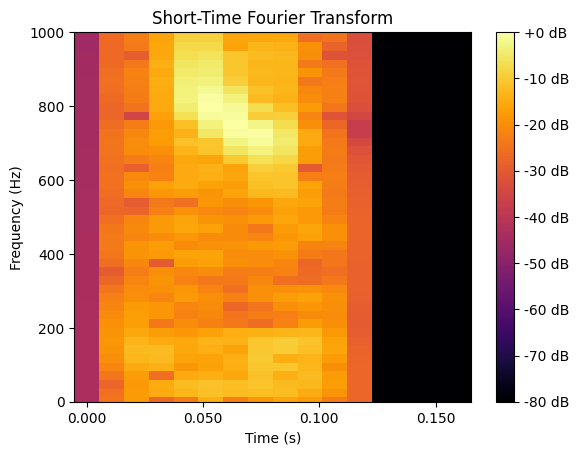 Short-Time Fourier Transform
1000
800
600
400
200
0
Frequency (Hz)
0.000
0.050
0.100
0.150
Time (s)
+0 dB
-10 dB
-20 dB
-30 dB
-40 dB
-50 dB
-60 dB
-70 dB
-80 dB